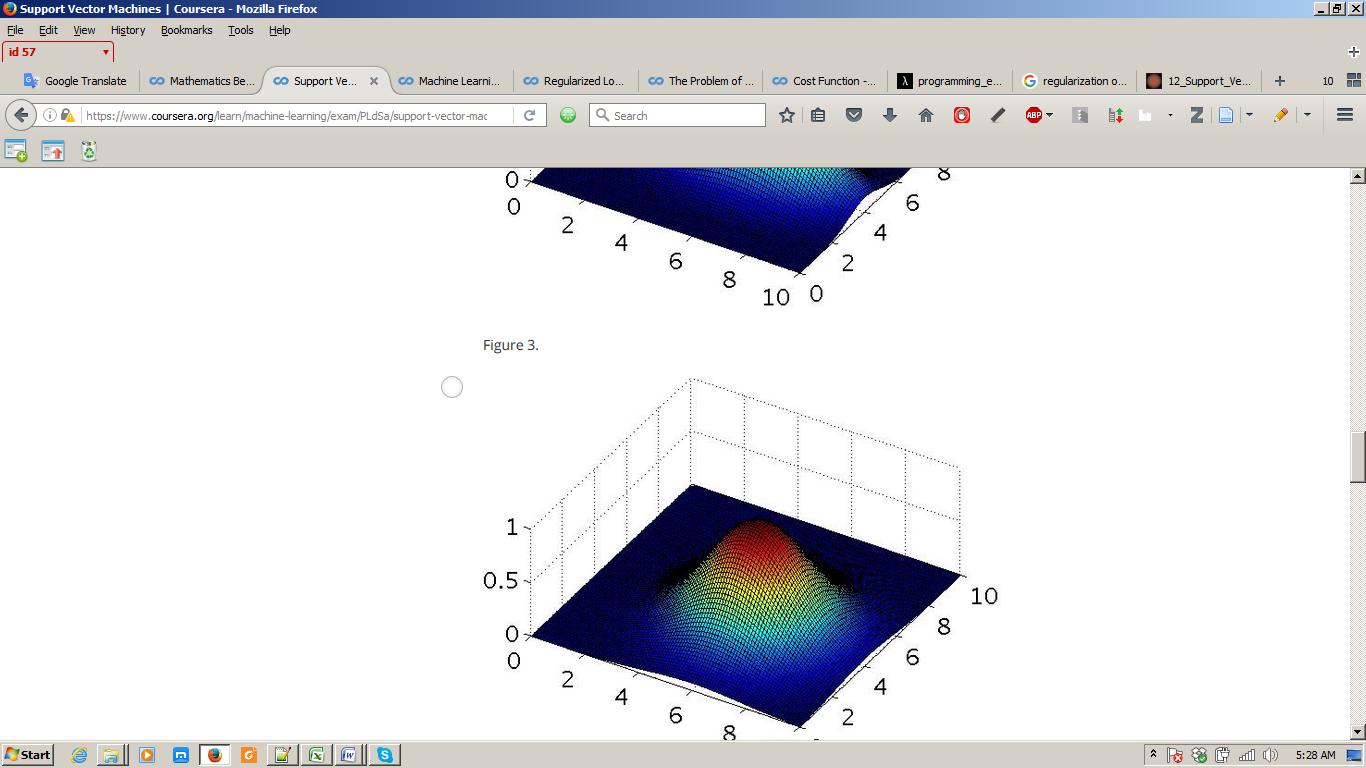 Support Vector Machines | Coursera - Mozilla Firefox
File Edit View History Bookmarks Tools Help
id 57
Google Translate Mathematics Be... Support Ve... Machine Learni... Regularized Lo... The Problem of ... Cost Function -... λ programming_e... G regularization o... 12_Support_Ve... 10
https://www.coursera.org/learn/machine-learning/exam/PLdSa/support-vector-mac Search ABP Z
0 8
0 6
2 4
4 2
6
8
10 0
Figure 3.
1
0.5
0 10
0 8
2 6
4 4
6 2
8
Start 5:28 AM